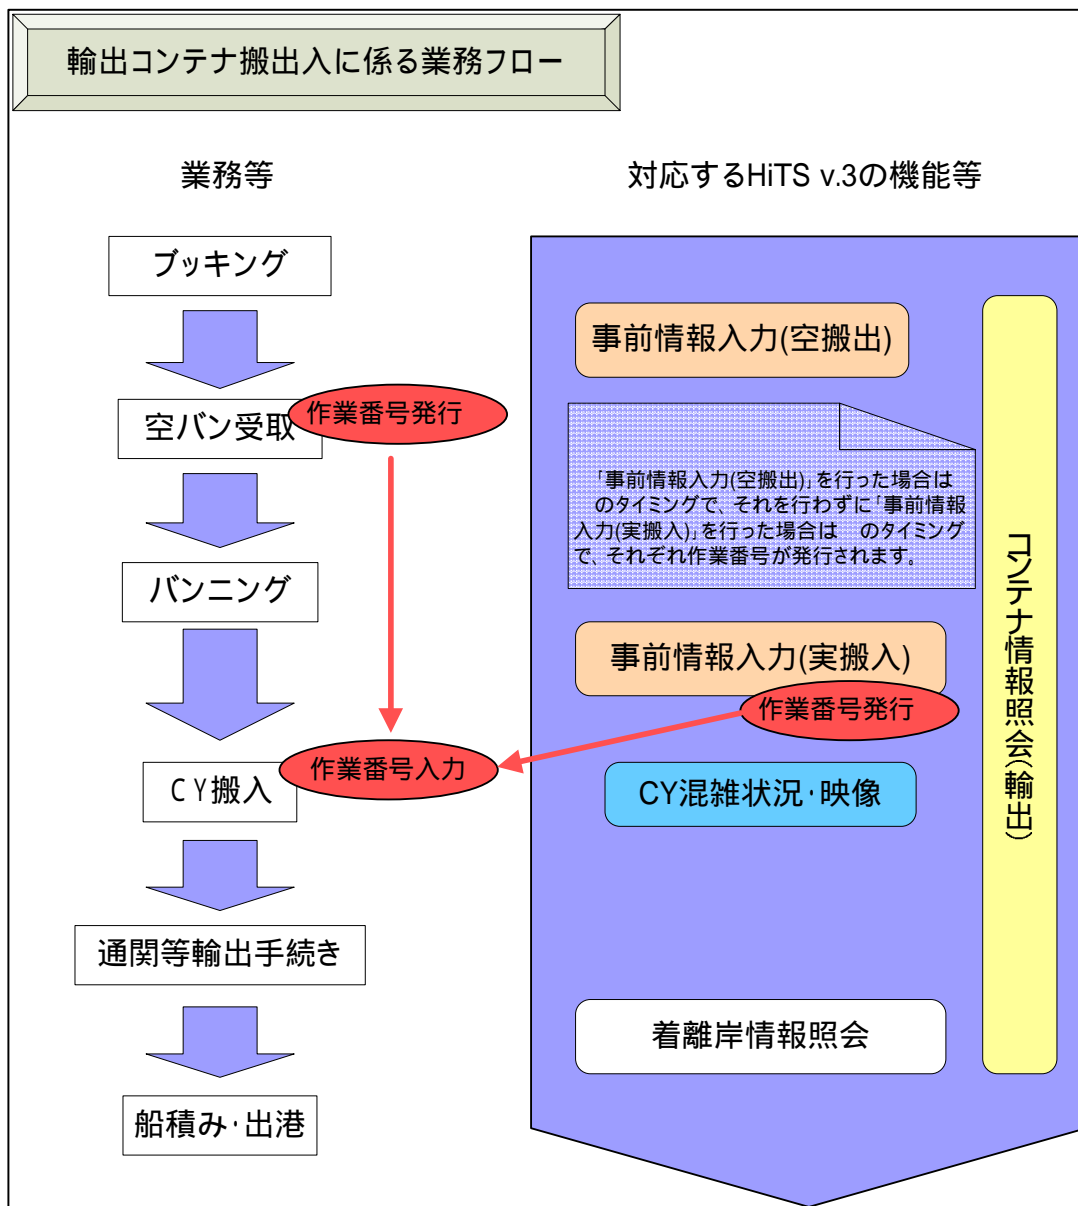 輸出コンテナ搬出入に係る業務フロー
業務等
対応するHiTS v.3の機能等
ブッキング
事前情報入力(空搬出)
空バン受取
作業番号発行
「事前情報入力(空搬出)」を行った場合は
のタイミングで、それを行わずに「事前情報
入力(実搬入)」を行った場合は のタイミング
で、それぞれ作業番号が発行されます。
バンニング
事前情報入力(実搬入)
作業番号発行
作業番号入力
CY搬入
CY混雑状況・映像
通関等輸出手続き
着離岸情報照会
船積み・出港
コンテナ情報照会(輸出)